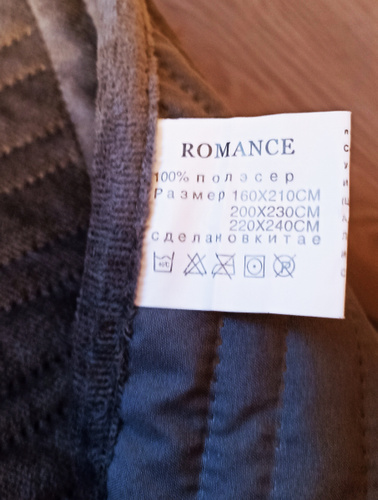 ROMANCE
100% полэсер
Размер 160X210CM
200X230CM
220X240CM
сделановкитае